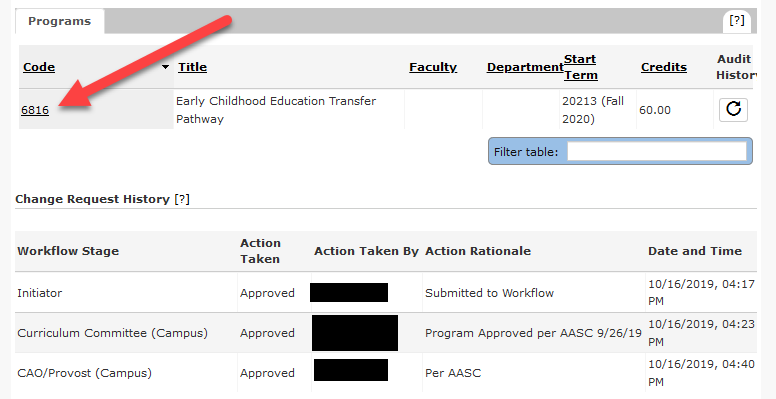 Programs
[?]
Code Title Faculty Department Start Term Credits Audit History
6816 Early Childhood Education Transfer Pathway 20213 (Fall 2020) 60.00
Filter table:
Change Request History [?]
Workflow Stage Action Taken Action Taken By Action Rationale Date and Time
Initiator Approved Submitted to Workflow 10/16/2019, 04:17 PM
Curriculum Committee (Campus) Approved Program Approved per AASC 9/26/19 10/16/2019, 04:23 PM
CAO/Provost (Campus) Approved Per AASC 10/16/2019, 04:40 PM